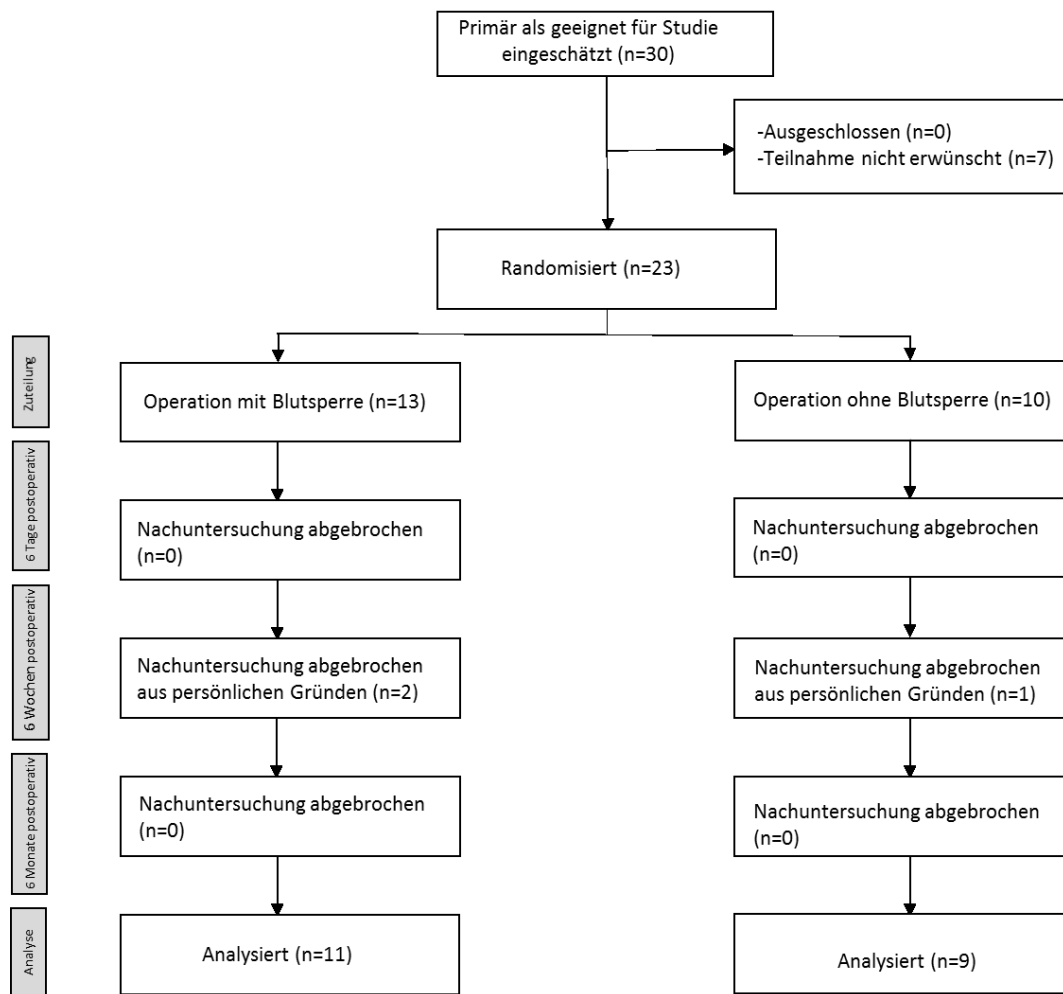 Primär als geeignet für Studie
eingeschätzt (n=30)
-Ausgeschlossen (n=0)
-Teilnahme nicht erwünscht (n=7)
Randomisiert (n=23)
Zuteilung
Operation mit Blutsperre (n=13)
Operation ohne Blutsperre (n=10)
6 Tage postoperativ
Nachuntersuchung abgebrochen
(n=0)
Nachuntersuchung abgebrochen
(n=0)
6 Wochen postoperativ
Nachuntersuchung abgebrochen
aus persönlichen Gründen (n=2)
Nachuntersuchung abgebrochen
aus persönlichen Gründen (n=1)
6 Monate postoperativ
Nachuntersuchung abgebrochen
(n=0)
Nachuntersuchung abgebrochen
(n=0)
Analyse
Analysiert (n=11)
Analysiert (n=9)